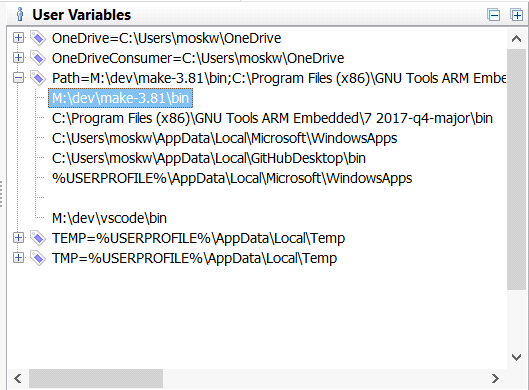 User Variables
OneDrive=C:\Users\moskw\OneDrive
OneDriveConsumer=C:\Users\moskw\OneDrive
Path=M:\dev\make-3.81\bin;C:\Program Files (x86)\GNU Tools ARM Embe
M:\dev\make-3.81\bin
C:\Program Files (x86)\GNU Tools ARM Embedded\7 2017-q4-major\bin
C:\Users\moskw\AppData\Local\Microsoft\WindowsApps
C:\Users\moskw\AppData\Local\GitHubDesktop\bin
%USERPROFILE%\AppData\Local\Microsoft\WindowsApps
M:\dev\vscode\bin
TEMP=%USERPROFILE%\AppData\Local\Temp
TMP=%USERPROFILE%\AppData\Local\Temp